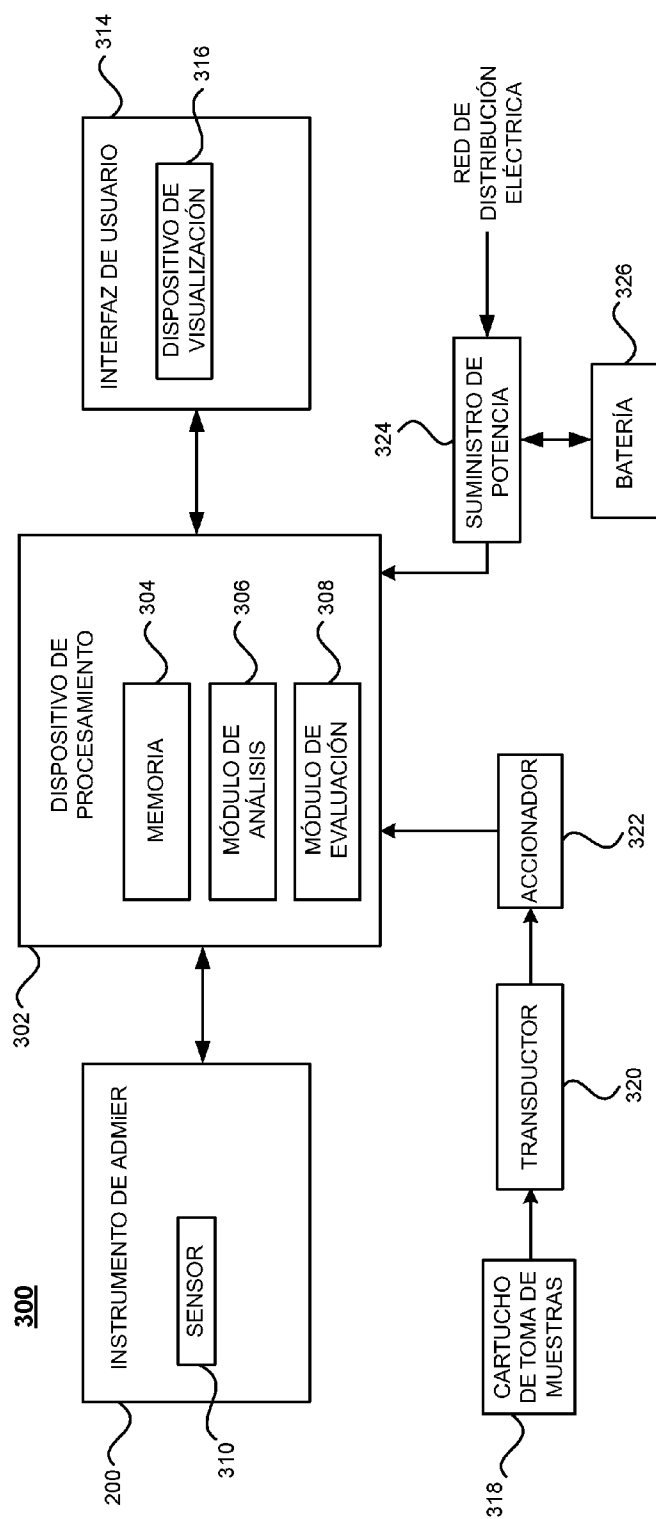 300
INSTRUMENTO DE ADMiER
SENSOR
200
310
DISPOSITIVO DE
PROCESAMIENTO
MEMORIA
MÓDULO DE
ANÁLISIS
MÓDULO DE
EVALUACIÓN
302
304
306
308
INTERFAZ DE USUARIO
DISPOSITIVO DE
VISUALIZACIÓN
314
316
CARTUCHO
DE TOMA DE
MUESTRAS
318
TRANSDUCTOR
320
ACCIONADOR
322
SUMINISTRO DE
POTENCIA
324
RED DE
DISTRIBUCIÓN
ELÉCTRICA
BATERÍA
326